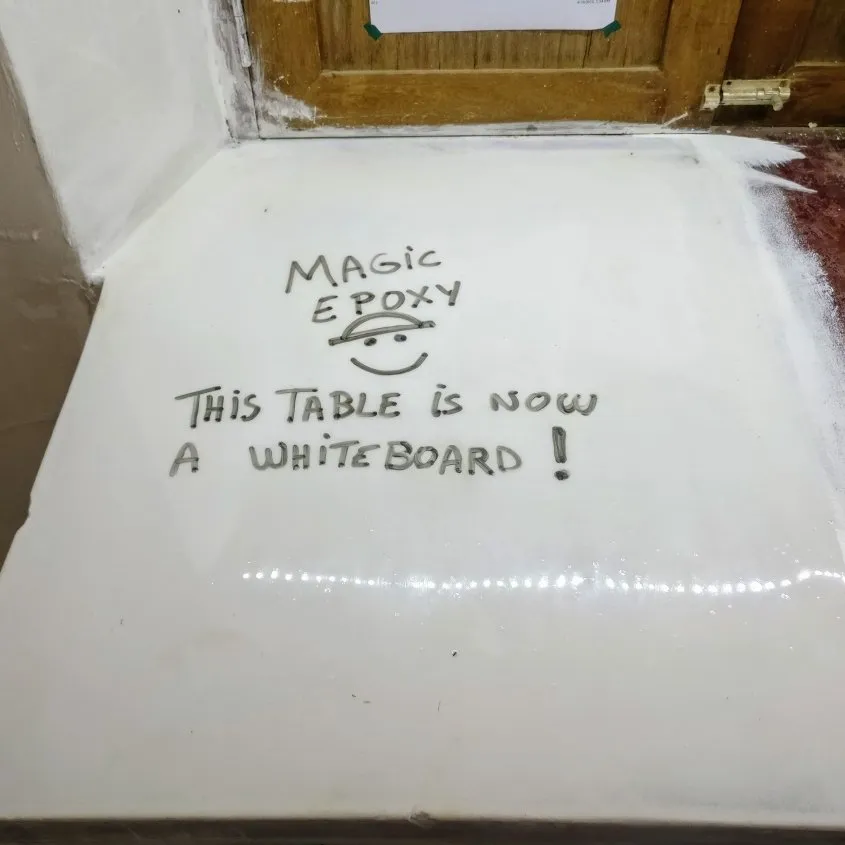 MAGIC
EPOXY
THIS TABLE IS NOW
A WHITEBOARD !